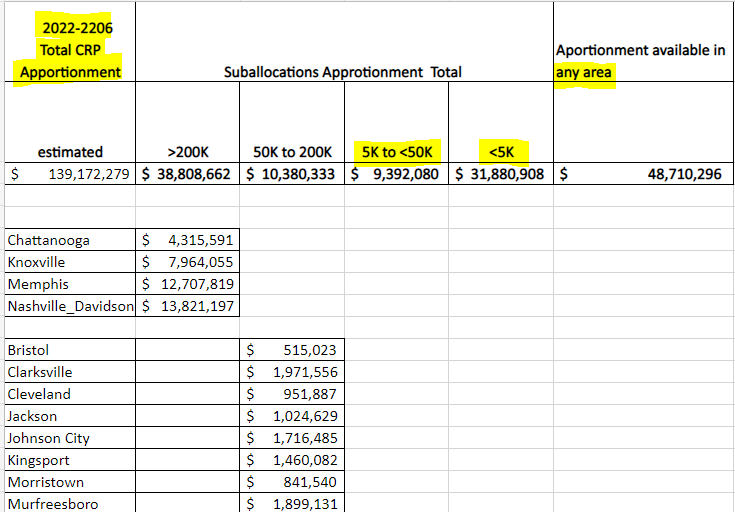 2022-2206
Total CRP
Apportionment
Suballocations Approtionment Total
Aportionment available in
any area
estimated >200K 50K to 200K 5K to <50K <5K
$ 139,172,279 $ 38,808,662 $ 10,380,333 $ 9,392,080 $ 31,880,908 $ 48,710,296
Chattanooga $ 4,315,591
Knoxville $ 7,964,055
Memphis $ 12,707,819
Nashville_Davidson $ 13,821,197
Bristol $ 515,023
Clarksville $ 1,971,556
Cleveland $ 951,887
Jackson $ 1,024,629
Johnson City $ 1,716,485
Kingsport $ 1,460,082
Morristown $ 841,540
Murfreesboro $ 1,899,131